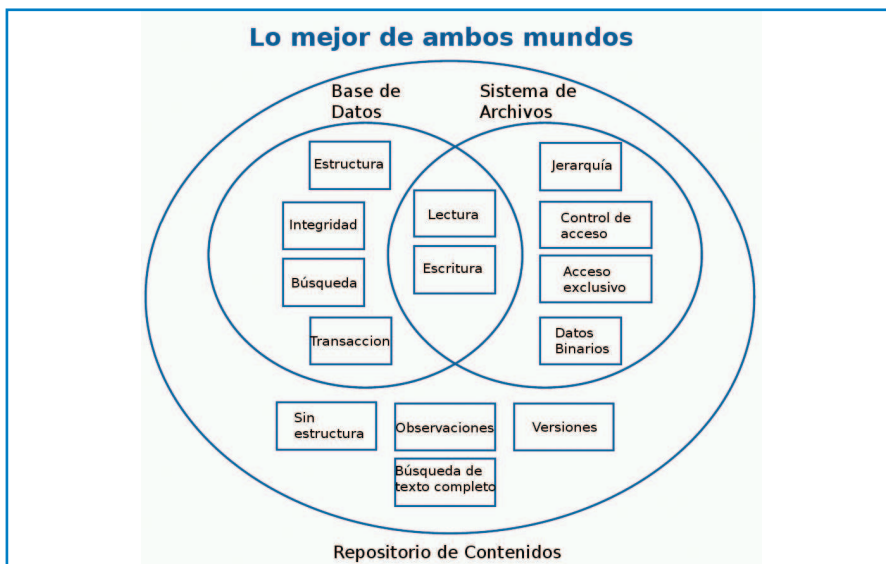 Lo mejor de ambos mundos
Base de
Datos
Sistema de
Archivos
Estructura
Integridad
Búsqueda
Transaccion
Lectura
Escritura
Jerarquía
Control de
acceso
Acceso
exclusivo
Datos
Binarios
Sin
estructura
Observaciones
Versiones
Búsqueda de
texto completo
Repositorio de Contenidos